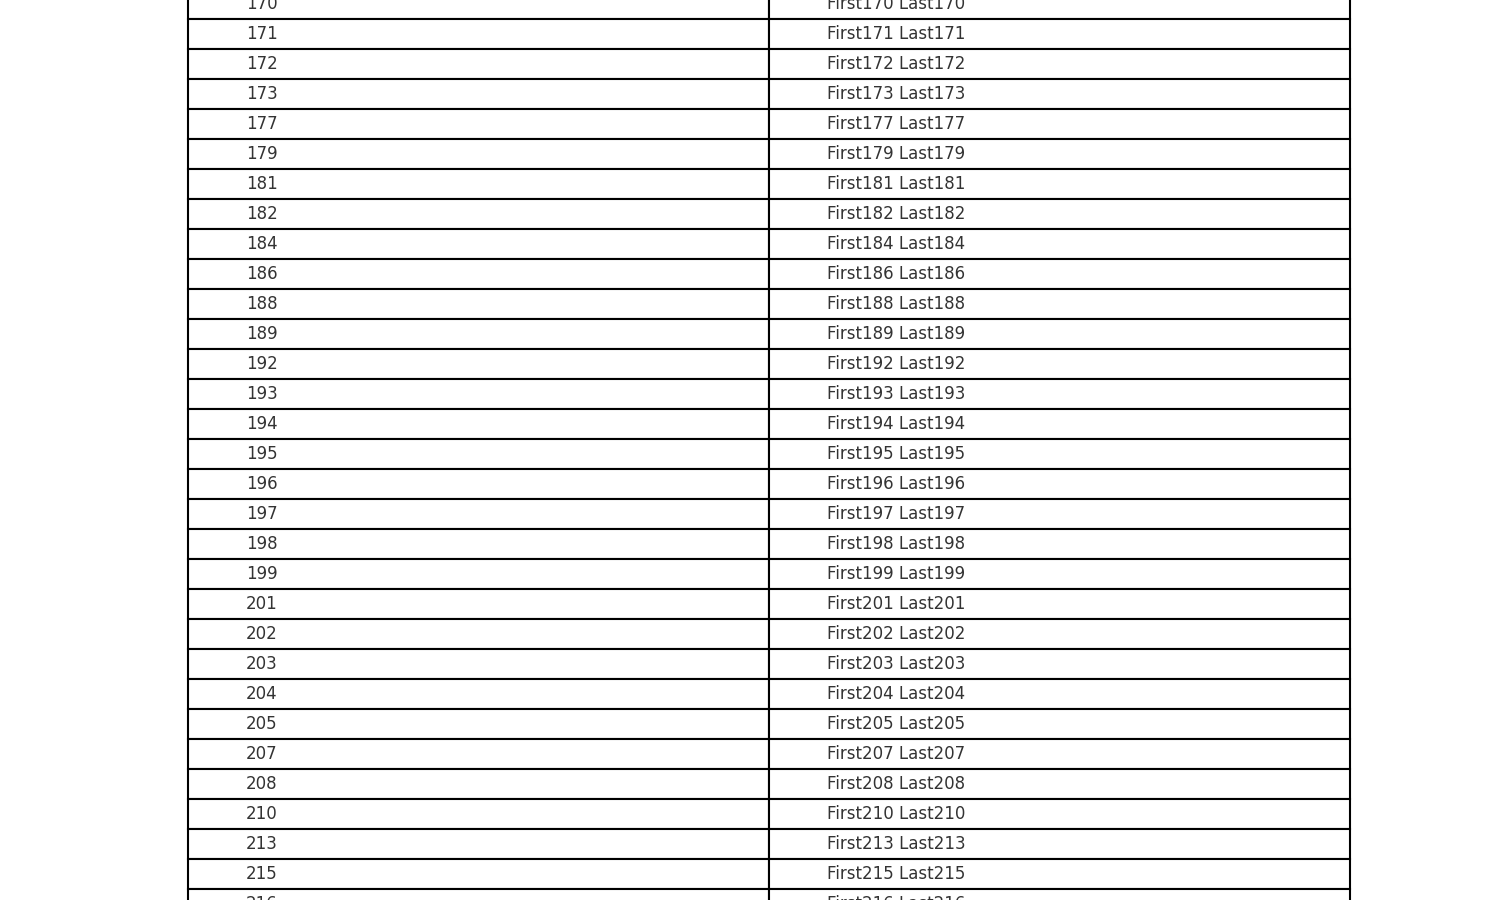 170 First170 Last170
171 First171 Last171
172 First172 Last172
173 First173 Last173
177 First177 Last177
179 First179 Last179
181 First181 Last181
182 First182 Last182
184 First184 Last184
186 First186 Last186
188 First188 Last188
189 First189 Last189
192 First192 Last192
193 First193 Last193
194 First194 Last194
195 First195 Last195
196 First196 Last196
197 First197 Last197
198 First198 Last198
199 First199 Last199
201 First201 Last201
202 First202 Last202
203 First203 Last203
204 First204 Last204
205 First205 Last205
207 First207 Last207
208 First208 Last208
210 First210 Last210
213 First213 Last213
215 First215 Last215
216 First216 Last216